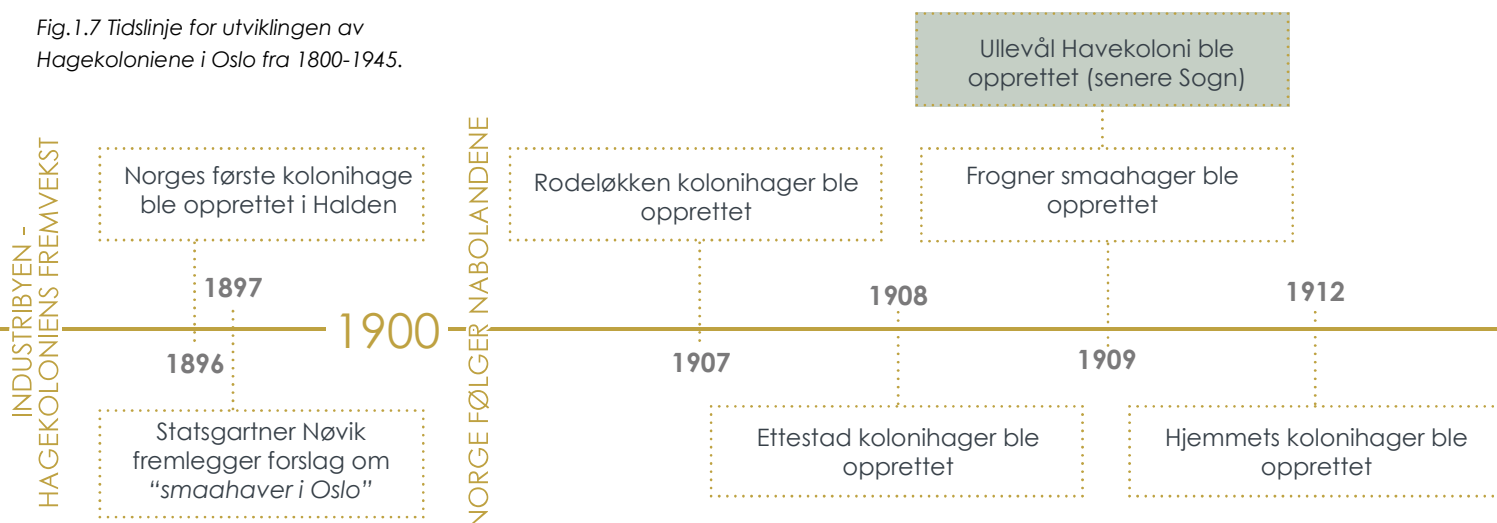 Fig.1.7 Tidslinje for utviklingen av
Hagekoloniene i Oslo fra 1800-1945.
INDUSTRIBYEN -
HAGEKOLONIENS FREMVEKST
Norges første kolonihage
ble opprettet i Halden
1897
1896
Statsgartner Nøvik
fremlegger forslag om
“smaahaver i Oslo”
1900
NORGE FØLGER NABOLANDENE
Rodeløkken kolonihager ble
opprettet
1907
1908
Ettestad kolonihager ble
opprettet
Ullevål Havekoloni ble
opprettet (senere Sogn)
Frogner smaahager ble
opprettet
1909
1912
Hjemmets kolonihager ble
opprettet